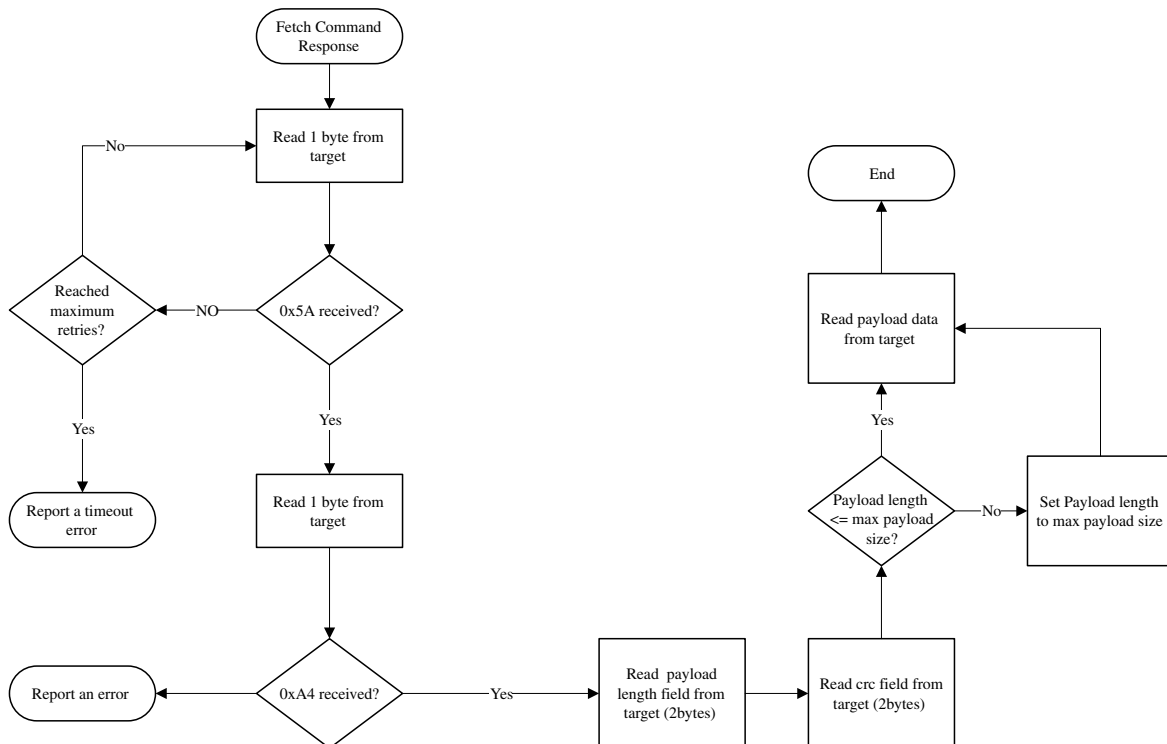 Fetch Command
Response
No
Read 1 byte from
target
End
Reached
maximum
retries?
NO
0x5A received?
Read payload data
from target
Yes
Yes
Yes
Report a timeout
error
Read 1 byte from
target
Payload length
<= max payload
size?
No
Set Payload length
to max payload size
Report an error
0xA4 received?
Yes
Read payload
length field from
target (2bytes)
Read crc field from
target (2bytes)